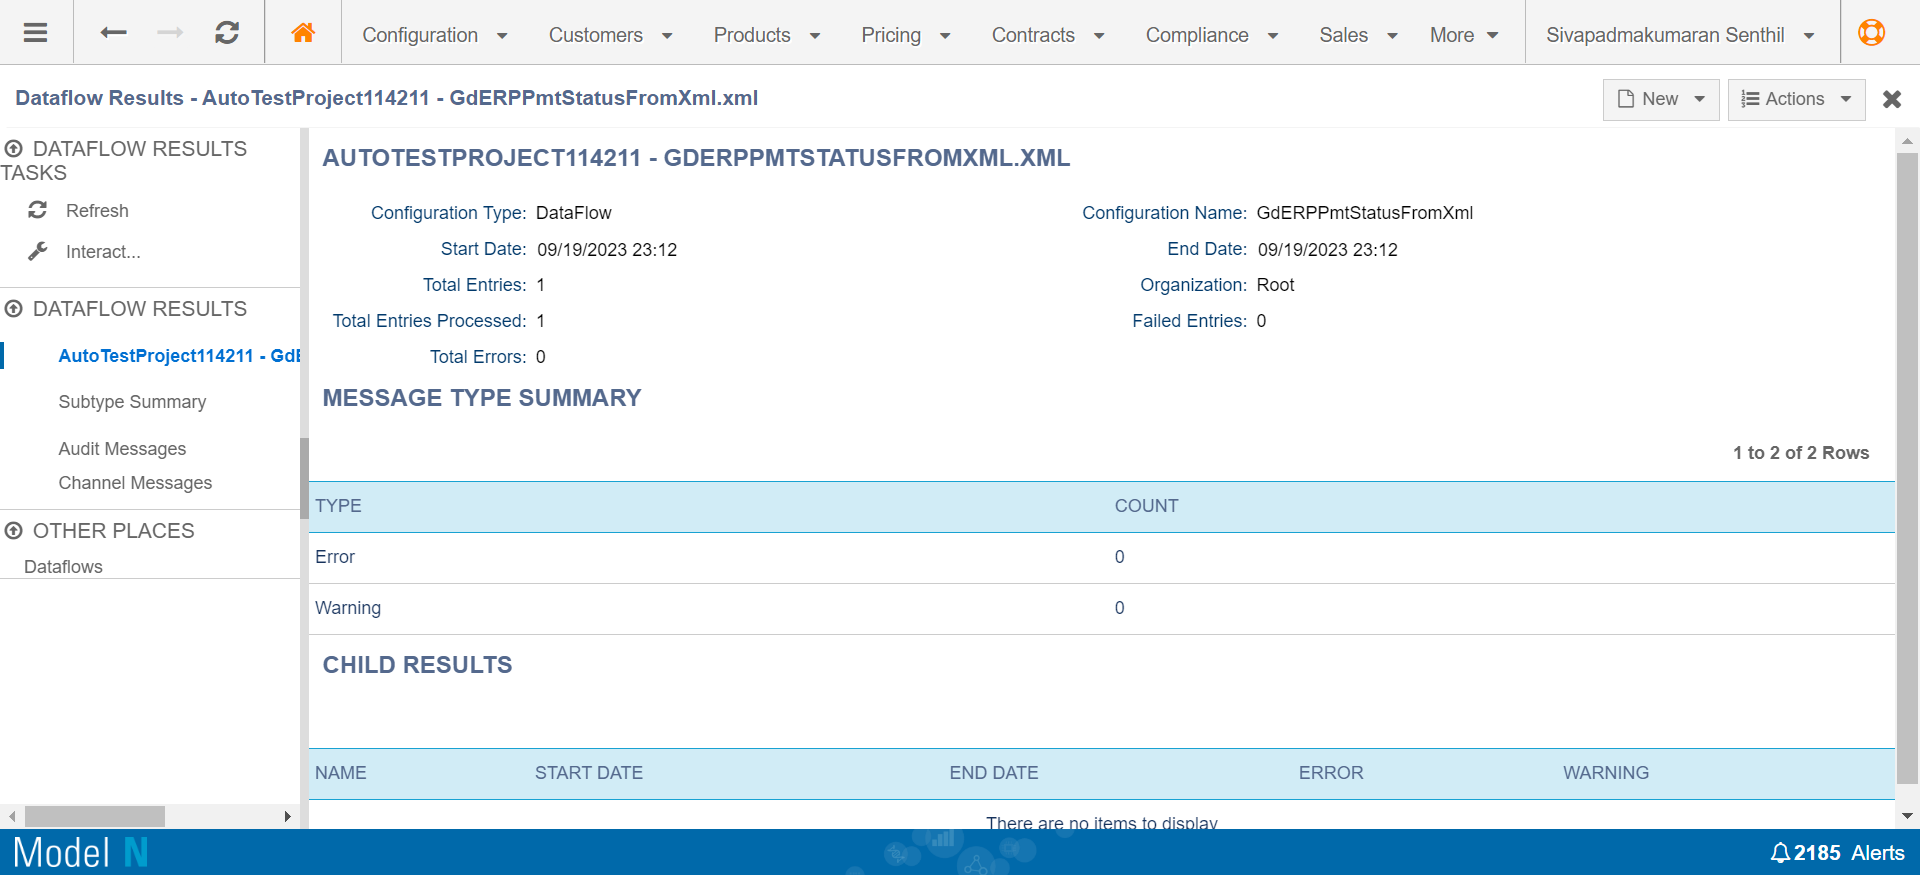 Configuration Customers Products Pricing Contracts Compliance Sales More Sivapadmakumaran Senthil
Dataflow Results - AutoTestProject114211 - GdERPPmtStatusFromXml.xml
New Actions
DATAFLOW RESULTS
TASKS
Refresh
Interact...
DATAFLOW RESULTS
AutoTestProject114211 - Gd
Subtype Summary
Audit Messages
Channel Messages
OTHER PLACES
Dataflows
AUTOTESTPROJECT114211 - GDERPPMTSTATUSFROMXML.XML
Configuration Type: DataFlow Configuration Name: GdERPPmtStatusFromXml
Start Date: 09/19/2023 23:12 End Date: 09/19/2023 23:12
Total Entries: 1 Organization: Root
Total Entries Processed: 1 Failed Entries: 0
Total Errors: 0
MESSAGE TYPE SUMMARY
1 to 2 of 2 Rows
TYPE COUNT
Error 0
Warning 0
CHILD RESULTS
NAME START DATE END DATE ERROR WARNING
There are no items to display
Model N
2185 Alerts